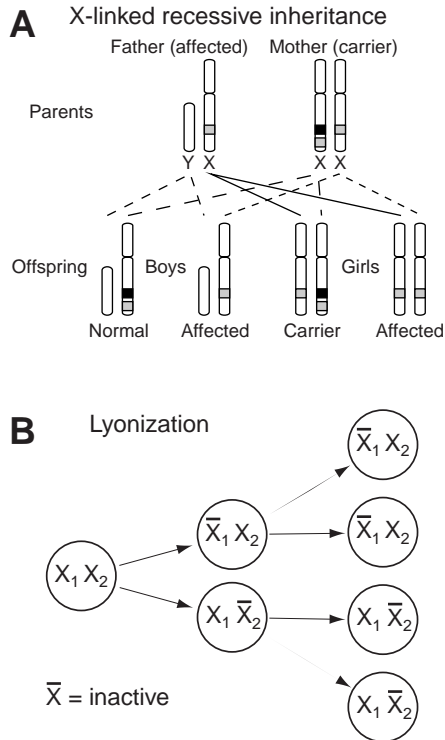 A
X-linked recessive inheritance
Father (affected) Mother (carrier)
Parents
Y X X X
Offspring Boys Girls
Normal Affected Carrier Affected
B
Lyonization
X̅₁ X₂
X̅₁ X₂
X̅₁ X₂
X₁ X₂
X₁ X̅₂
X₁ X̅₂
X̅ = inactive
X₁ X̅₂